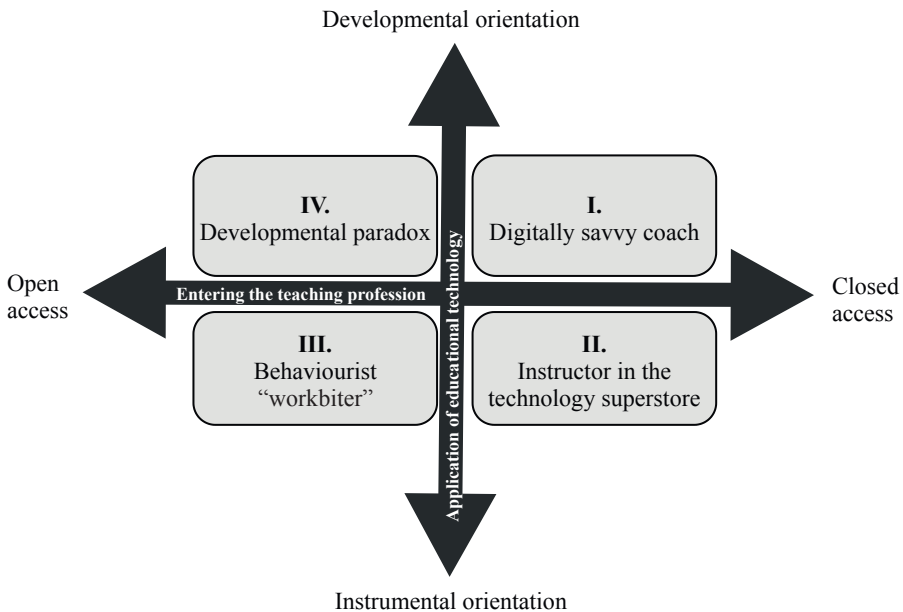 Developmental orientation
IV.
Developmental paradox
I.
Digitally savvy coach
Open
access
Entering the teaching profession
Application of educational technology
Closed
access
III.
Behaviourist
“workbiter”
II.
Instructor in the
technology superstore
Instrumental orientation